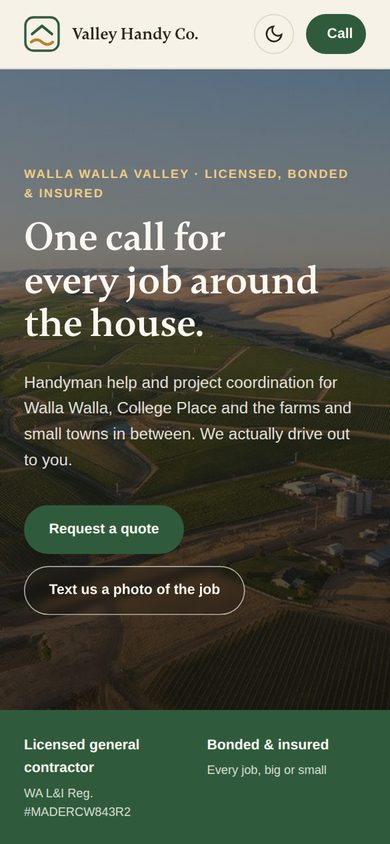 Valley Handy Co.
Call
WALLA WALLA VALLEY · LICENSED, BONDED
& INSURED
One call for
every job around
the house.
Handyman help and project coordination for
Walla Walla, College Place and the farms and
small towns in between. We actually drive out
to you.
Request a quote
Text us a photo of the job
Licensed general
contractor
WA L&I Reg.
#MADERCW843R2
Bonded & insured
Every job, big or small